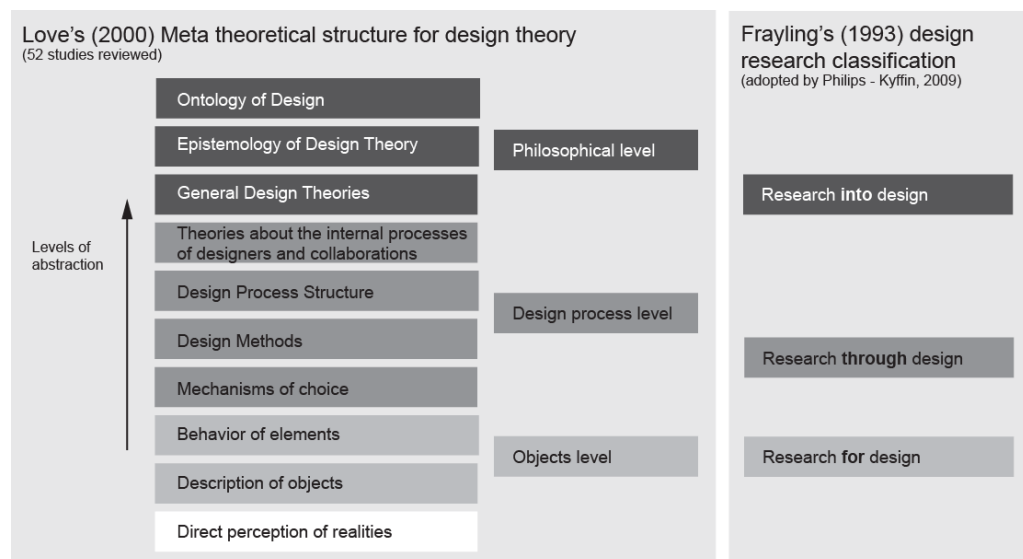 Love's (2000) Meta theoretical structure for design theory
(52 studies reviewed)
Ontology of Design
Epistemology of Design Theory
General Design Theories
Theories about the internal processes
of designers and collaborations
Design Process Structure
Design Methods
Mechanisms of choice
Behavior of elements
Description of objects
Direct perception of realities
Levels of
abstraction
Philosophical level
Design process level
Objects level
Frayling's (1993) design
research classification
(adopted by Philips - Kyffin, 2009)
Research into design
Research through design
Research for design